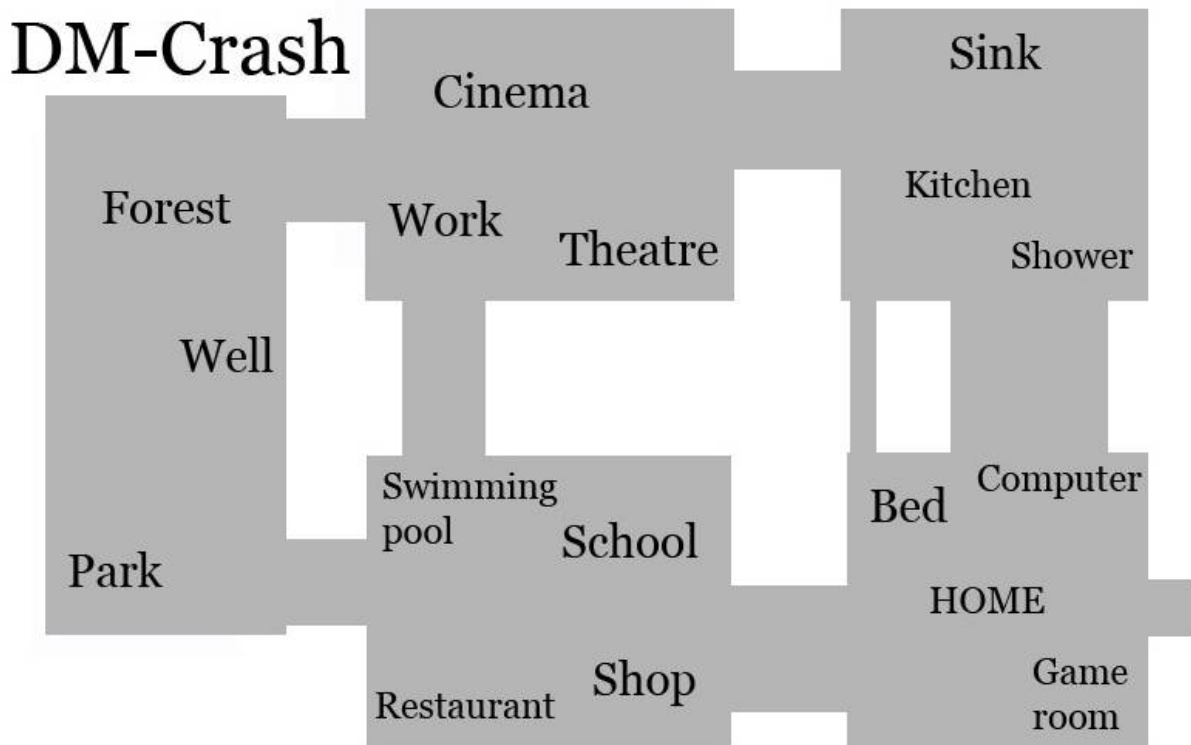 DM-Crash
Cinema
Sink
Forest
Kitchen
Work
Theatre
Shower
Well
Swimming
pool
School
Bed
Computer
Park
HOME
Restaurant
Shop
Game
room